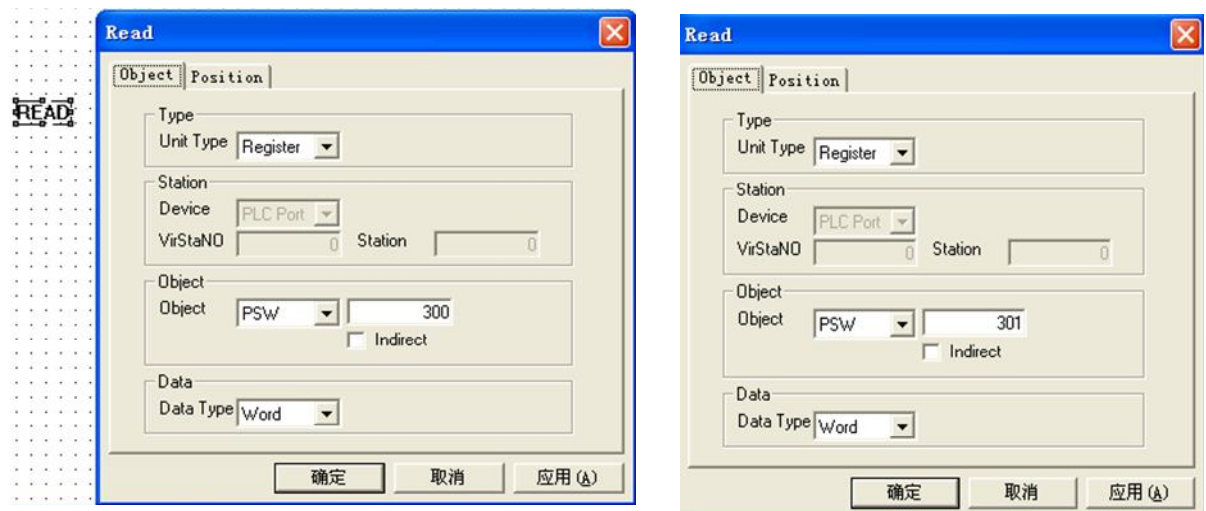 READ
Read
Object Position
Type
Unit Type Register
Station
Device PLC Port
VirStaNO 0 Station 0
Object
Object PSW 300
Indirect
Data
Data Type Word
确定 取消 应用(A)
Read
Object Position
Type
Unit Type Register
Station
Device PLC Port
VirStaNO 0 Station 0
Object
Object PSW 301
Indirect
Data
Data Type Word
确定 取消 应用(A)